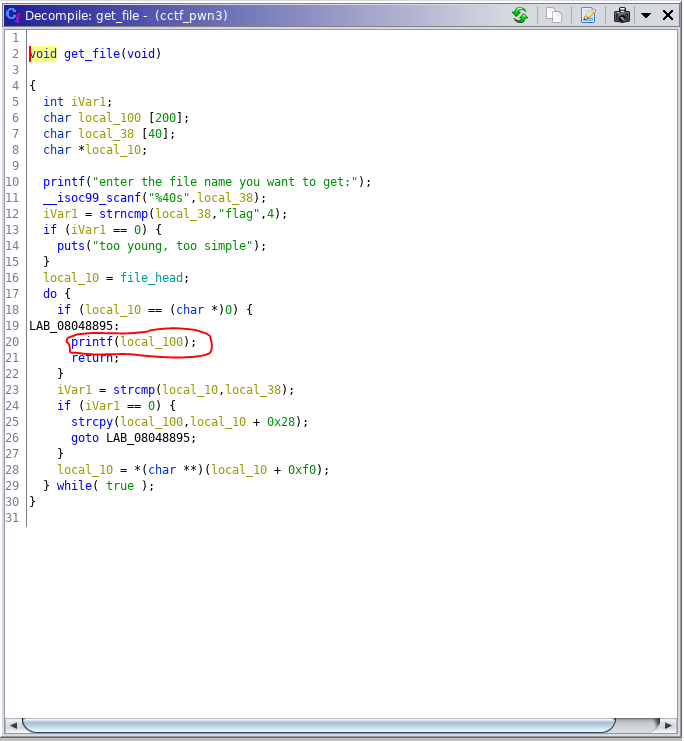 Decompile: get_file - (cctf_pwn3)
1
2 void get_file(void)
3
4 {
5 int iVar1;
6 char local_100 [200];
7 char local_38 [40];
8 char *local_10;
9
10 printf("enter the file name you want to get:");
11 __isoc99_scanf("%40s",local_38);
12 iVar1 = strncmp(local_38,"flag",4);
13 if (iVar1 == 0) {
14 puts("too young, too simple");
15 }
16 local_10 = file_head;
17 do {
18 if (local_10 == (char *)0) {
19 LAB_08048895:
20 printf(local_100);
21 return;
22 }
23 iVar1 = strcmp(local_10,local_38);
24 if (iVar1 == 0) {
25 strcpy(local_100,local_10 + 0x28);
26 goto LAB_08048895;
27 }
28 local_10 = *(char **)(local_10 + 0xf0);
29 } while( true );
30 }
31